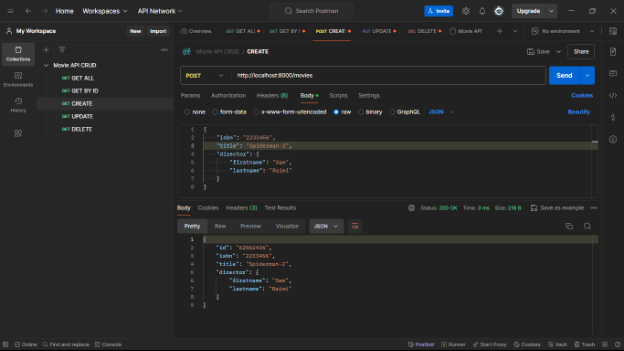 Home Workspaces API Network Search Postman Invite Upgrade
My Workspace New Import Overview GET ALL GET BY I POST CREATE PUT UPDATE DEL DELETE Movie API No environment
Collections
Environments
History
Movie API CRUD
GET GET ALL
GET GET BY ID
POST CREATE
PUT UPDATE
DEL DELETE
Movie API CRUD / CREATE Save Share
POST http://localhost:8000/movies Send
Params Authorization Headers (8) Body Scripts Settings Cookies
none form-data x-www-form-urlencoded raw binary GraphQL JSON Beautify
1 {
2 "isbn": "2233456",
3 "title": "Spiderman-2",
4 "director": {
5 "firstname": "Sam",
6 "lastname": "Raimi"
7 }
8 }
Body Cookies Headers (3) Test Results Status: 200 OK Time: 3 ms Size: 216 B Save as example
Pretty Raw Preview Visualize JSON
1 {
2 "id":
3 "isbn": "2233456",
4 "title": "Spiderman-2",
5 "director": {
6 "firstname": "Sam",
7 "lastname": "Raimi"
8 }
9 }
Online Find and replace Console Postbot Runner Start Proxy Cookies Vault Trash